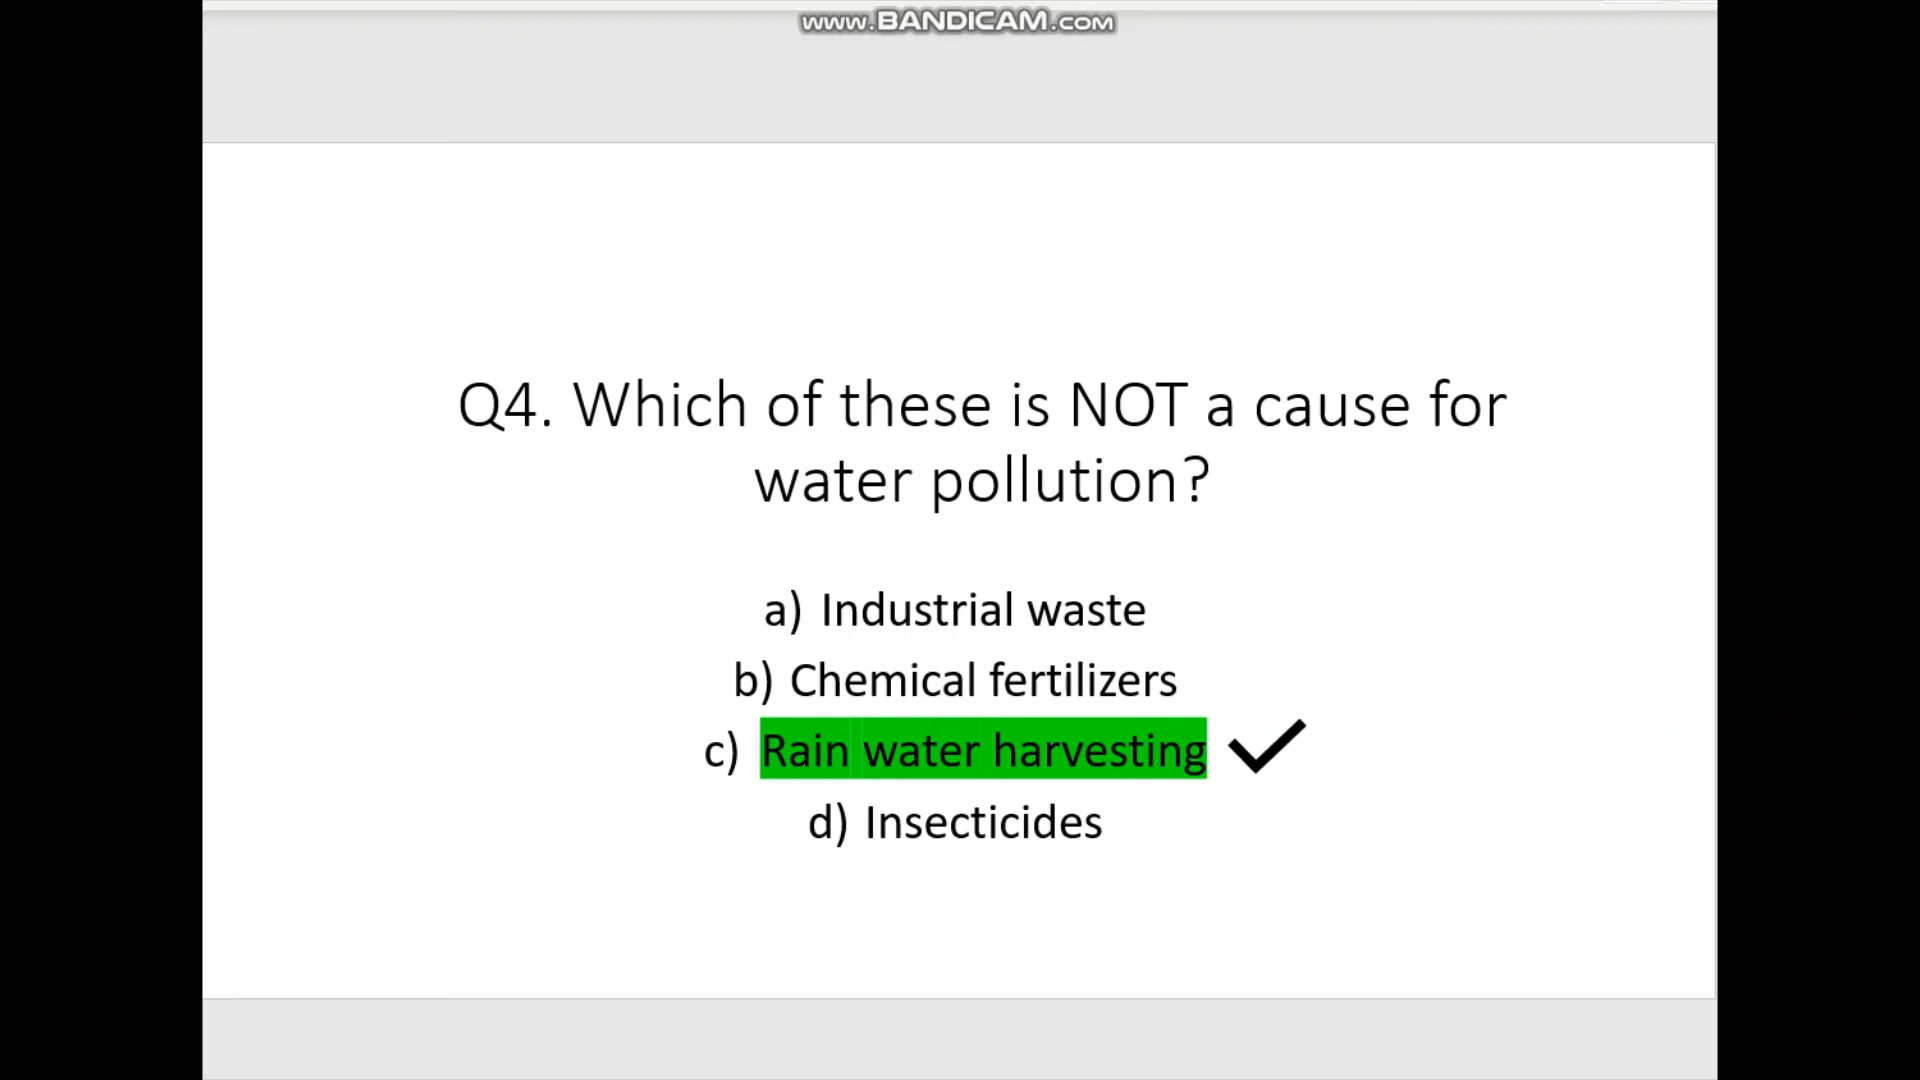 www.BANDICAM.com
Q4. Which of these is NOT a cause for
water pollution?
a) Industrial waste
b) Chemical fertilizers
c) Rain water harvesting
d) Insecticides